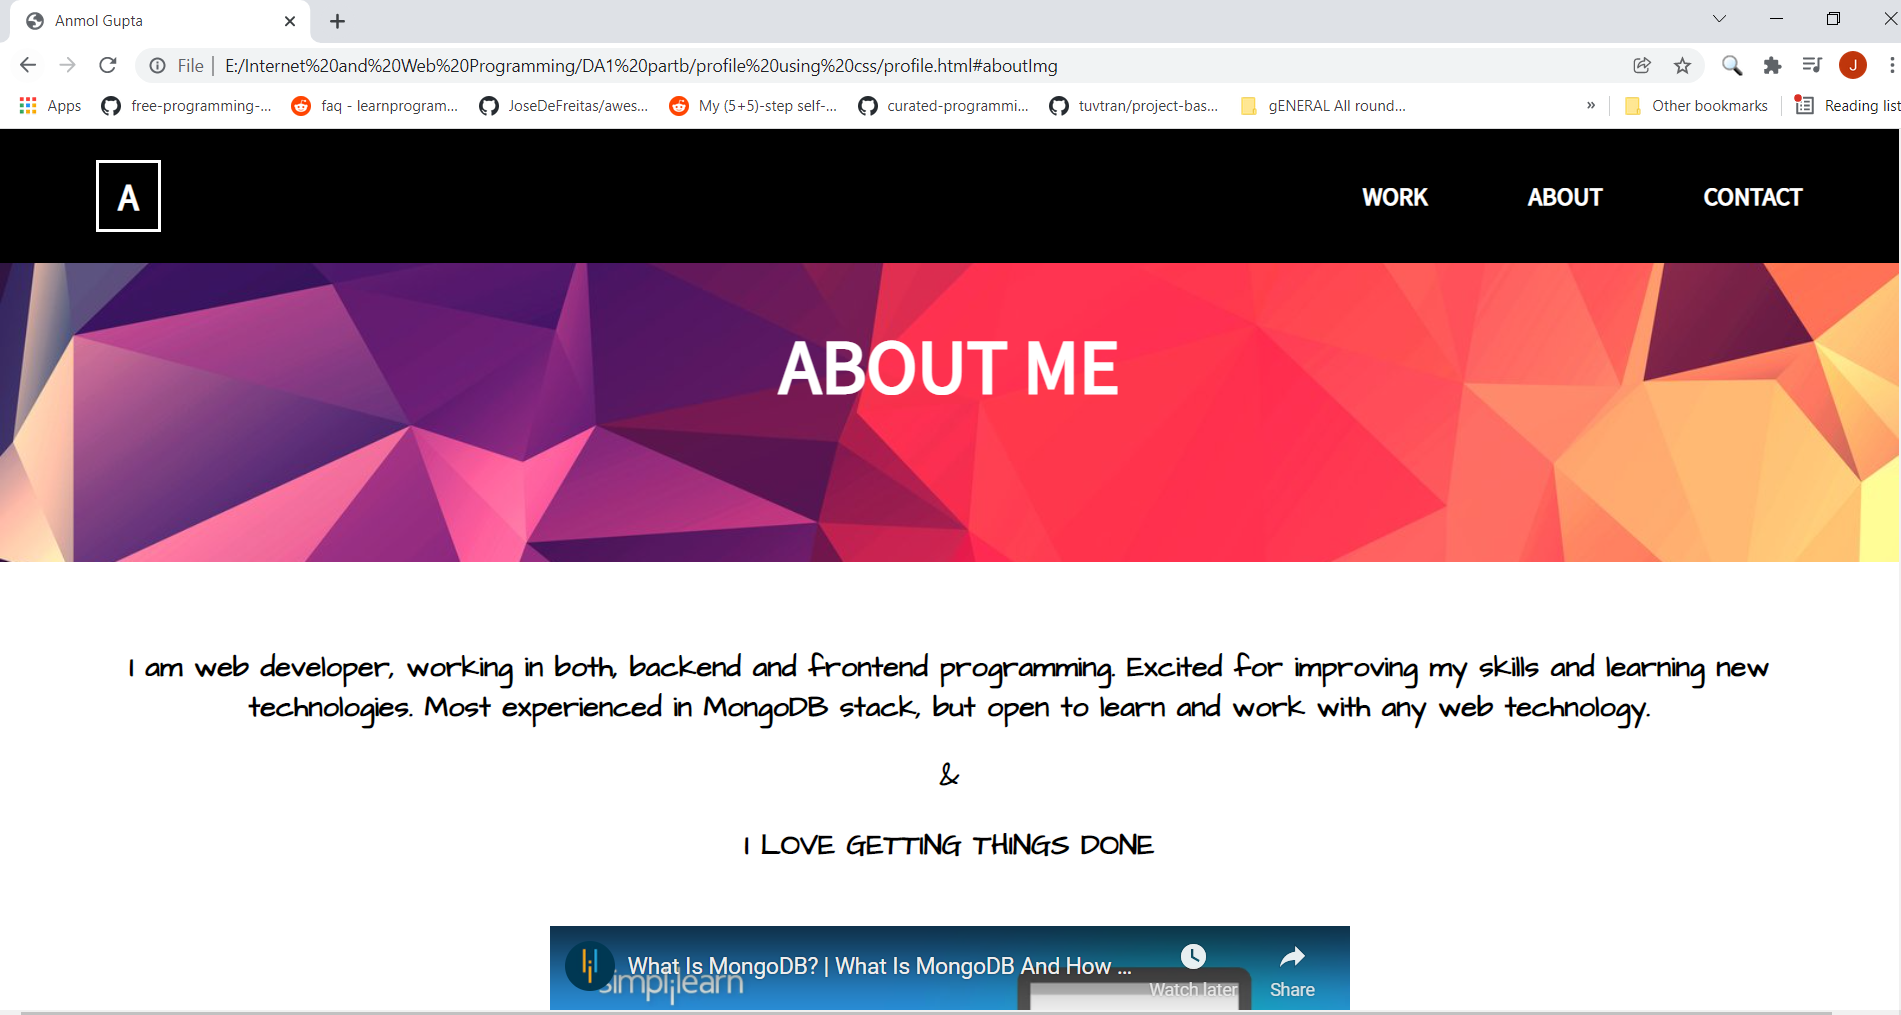 Anmol Gupta
File | E:/Internet%20and%20Web%20Programming/DA1%20partb/profile%20using%20css/profile.html#aboutImg
J
Apps free-programming-... faq - learnprogram... JoseDeFreitas/awes... My (5+5)-step self-... curated-programmi... tuvtran/project-bas... gENERAL All round... » Other bookmarks Reading list
A WORK ABOUT CONTACT
ABOUT ME
I am web developer, working in both, backend and frontend programming. Excited for improving my skills and learning new
technologies. Most experienced in MongoDB stack, but open to learn and work with any web technology.
&
I LOVE GETTING THINGS DONE
What Is MongoDB? | What Is MongoDB And How ...
simplilearn
Watch later Share